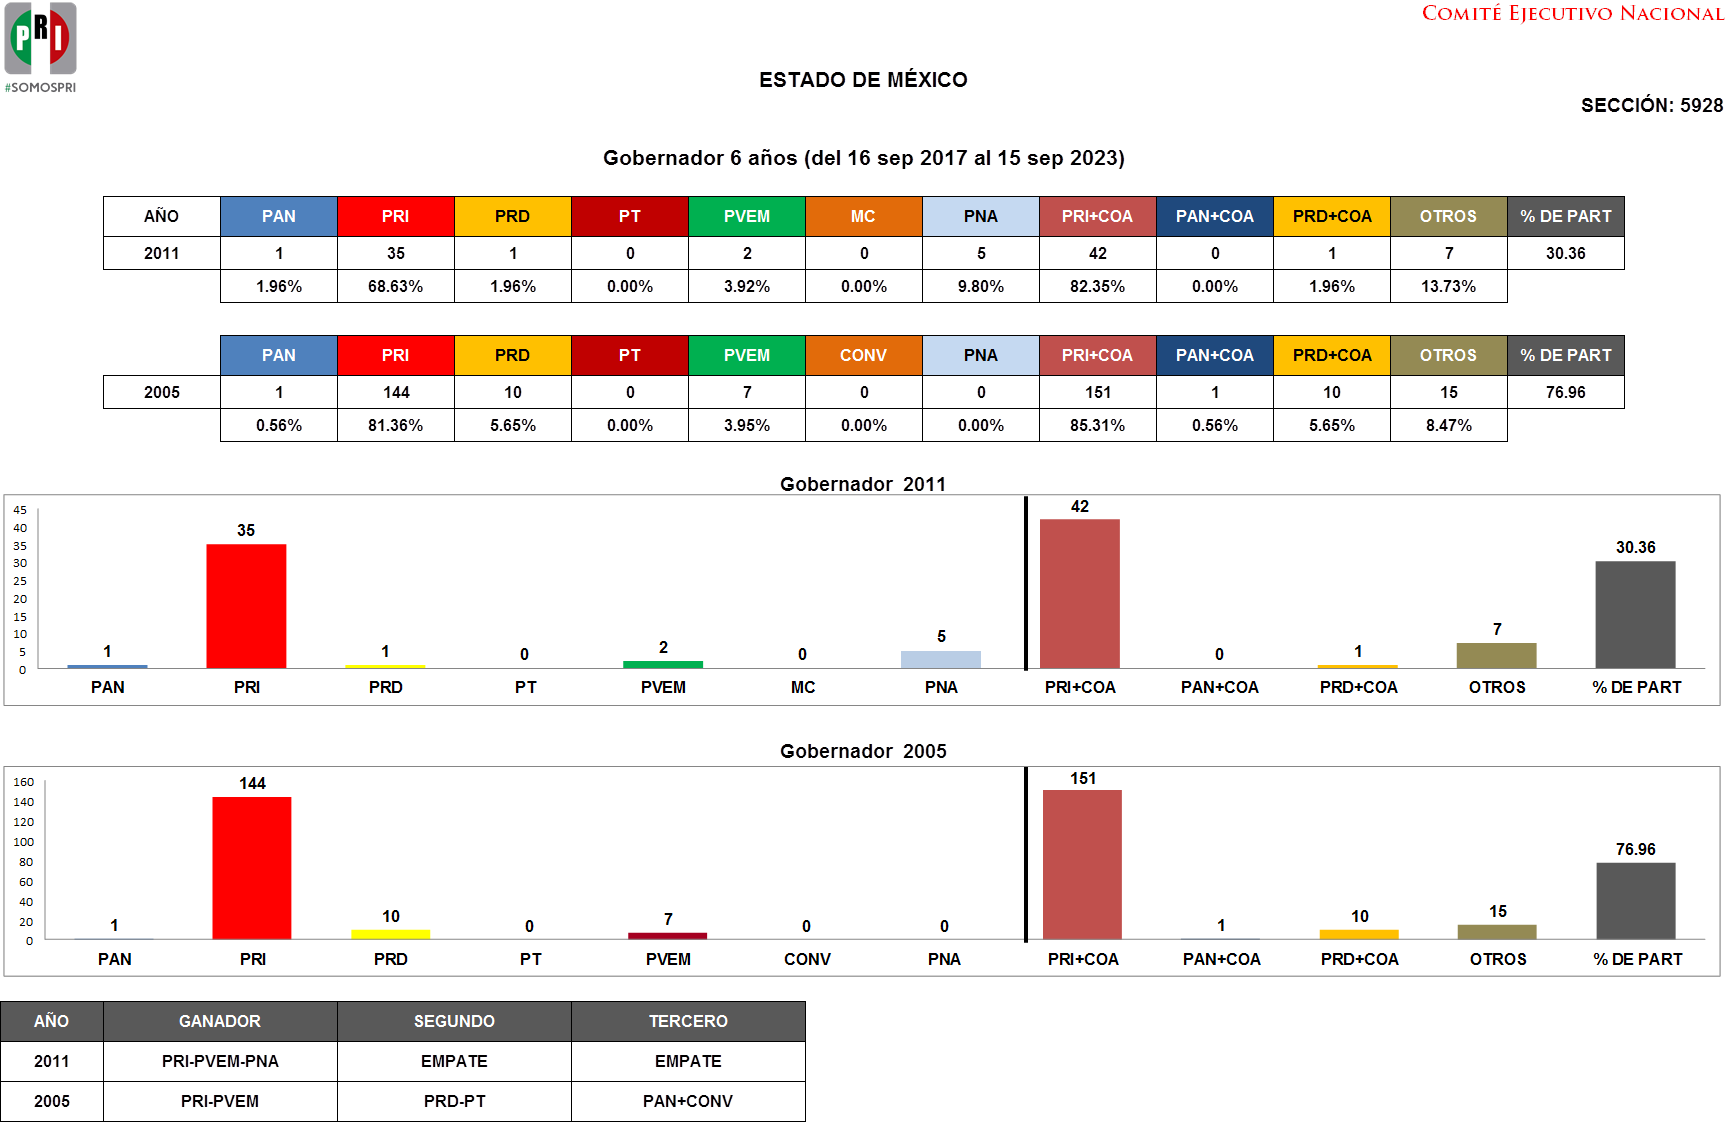 PRI
#SOMOSPRI
COMITÉ EJECUTIVO NACIONAL
ESTADO DE MÉXICO
SECCIÓN: 5928
Gobernador 6 años (del 16 sep 2017 al 15 sep 2023)
AÑO PAN PRI PRD PT PVEM MC PNA PRI+COA PAN+COA PRD+COA OTROS % DE PART
2011 1 35 1 0 2 0 5 42 0 1 7 30.36
1.96% 68.63% 1.96% 0.00% 3.92% 0.00% 9.80% 82.35% 0.00% 1.96% 13.73%
PAN PRI PRD PT PVEM CONV PNA PRI+COA PAN+COA PRD+COA OTROS % DE PART
2005 1 144 10 0 7 0 0 151 1 10 15 76.96
0.56% 81.36% 5.65% 0.00% 3.95% 0.00% 0.00% 85.31% 0.56% 5.65% 8.47%
Gobernador 2011
45
40
35
30
25
20
15
10
5
0
1 35 1 0 2 0 5 42 0 1 7 30.36
PAN PRI PRD PT PVEM MC PNA PRI+COA PAN+COA PRD+COA OTROS % DE PART
Gobernador 2005
160
140
120
100
80
60
40
20
0
1 144 10 0 7 0 0 151 1 10 15 76.96
PAN PRI PRD PT PVEM CONV PNA PRI+COA PAN+COA PRD+COA OTROS % DE PART
AÑO GANADOR SEGUNDO TERCERO
2011 PRI-PVEM-PNA EMPATE EMPATE
2005 PRI-PVEM PRD-PT PAN+CONV